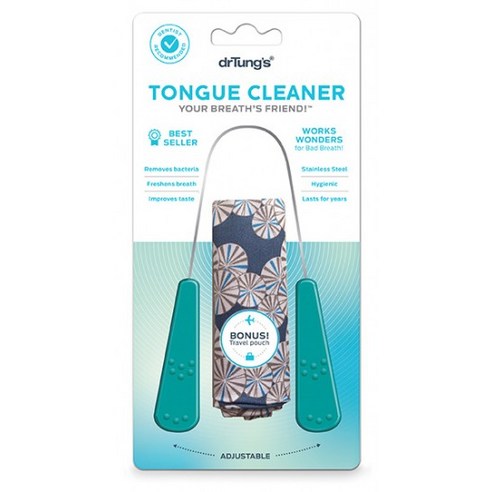 DENTIST
RECOMMENDED
drTung's®
TONGUE CLEANER
YOUR BREATH'S FRIEND!™
BEST
SELLER
WORKS
WONDERS
for Bad Breath!
Removes bacteria
Freshens breath
Improves taste
Stainless Steel
Hygienic
Lasts for years
BONUS!
Travel pouch
ADJUSTABLE